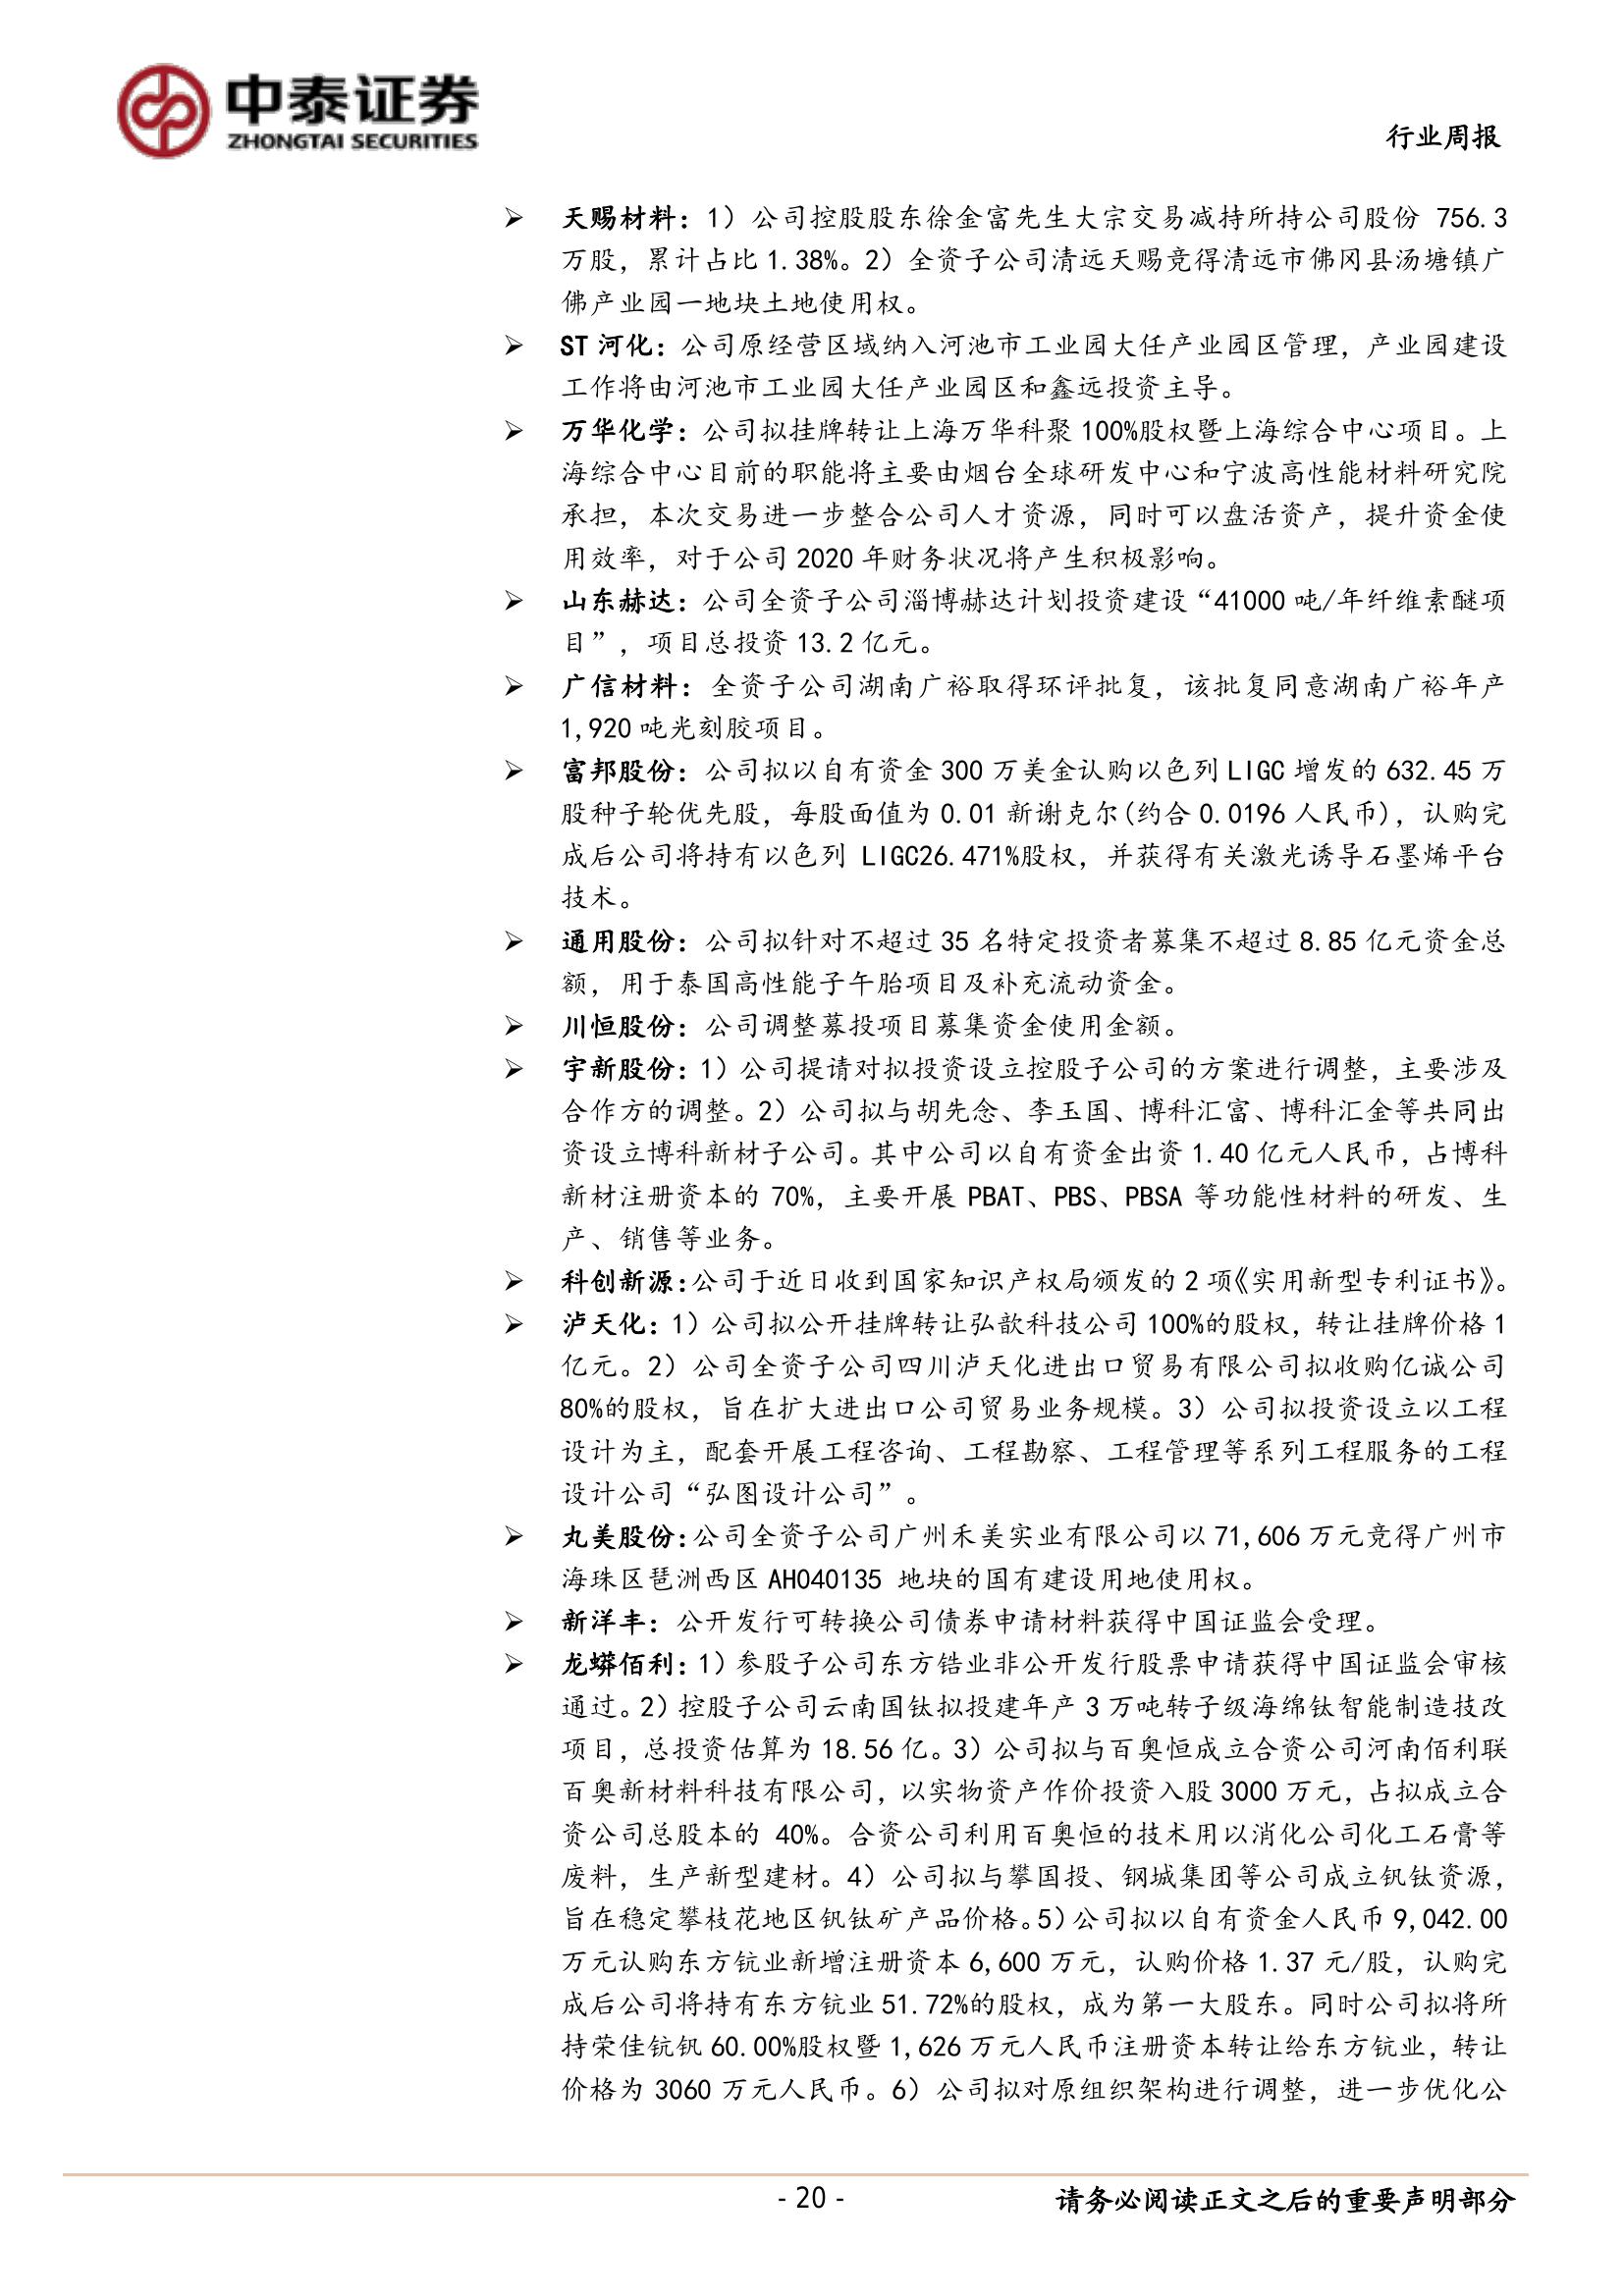 中泰证券
ZHONGTAI SECURITIES
行业周报
➢ 天赐材料：1）公司控股股东徐金富先生大宗交易减持所持公司股份 756.3
万股，累计占比 1.38%。2）全资子公司清远天赐竞得清远市佛冈县汤塘镇广
佛产业园一地块土地使用权。
➢ ST 河化：公司原经营区域纳入河池市工业园大任产业园区管理，产业园建设
工作将由河池市工业园大任产业园区和鑫远投资主导。
➢ 万华化学：公司拟挂牌转让上海万华科聚 100%股权暨上海综合中心项目。上
海综合中心目前的职能将主要由烟台全球研发中心和宁波高性能材料研究院
承担，本次交易进一步整合公司人才资源，同时可以盘活资产，提升资金使
用效率，对于公司 2020 年财务状况将产生积极影响。
➢ 山东赫达：公司全资子公司淄博赫达计划投资建设“41000 吨/年纤维素醚项
目”，项目总投资 13.2 亿元。
➢ 广信材料：全资子公司湖南广裕取得环评批复，该批复同意湖南广裕年产
1,920 吨光刻胶项目。
➢ 富邦股份：公司拟以自有资金 300 万美金认购以色列 LIGC 增发的 632.45 万
股种子轮优先股，每股面值为 0.01 新谢克尔(约合 0.0196 人民币)，认购完
成后公司将持有以色列 LIGC26.471%股权，并获得有关激光诱导石墨烯平台
技术。
➢ 通用股份：公司拟针对不超过 35 名特定投资者募集不超过 8.85 亿元资金总
额，用于泰国高性能子午胎项目及补充流动资金。
➢ 川恒股份：公司调整募投项目募集资金使用金额。
➢ 宇新股份：1）公司提请对拟投资设立控股子公司的方案进行调整，主要涉及
合作方的调整。2）公司拟与胡先念、李玉国、博科汇富、博科汇金等共同出
资设立博科新材子公司。其中公司以自有资金出资 1.40 亿元人民币，占博科
新材注册资本的 70%，主要开展 PBAT、PBS、PBSA 等功能性材料的研发、生
产、销售等业务。
➢ 科创新源：公司于近日收到国家知识产权局颁发的 2 项《实用新型专利证书》。
➢ 泸天化：1）公司拟公开挂牌转让弘歆科技公司 100%的股权，转让挂牌价格 1
亿元。2）公司全资子公司四川泸天化进出口贸易有限公司拟收购亿诚公司
80%的股权，旨在扩大进出口公司贸易业务规模。3）公司拟投资设立以工程
设计为主，配套开展工程咨询、工程勘察、工程管理等系列工程服务的工程
设计公司“弘图设计公司”。
➢ 丸美股份：公司全资子公司广州禾美实业有限公司以 71,606 万元竞得广州市
海珠区琶洲西区 AH040135 地块的国有建设用地使用权。
➢ 新洋丰：公开发行可转换公司债券申请材料获得中国证监会受理。
➢ 龙蟒佰利：1）参股子公司东方锆业非公开发行股票申请获得中国证监会审核
通过。2）控股子公司云南国钛拟投建年产 3 万吨转子级海绵钛智能制造技改
项目，总投资估算为 18.56 亿。3）公司拟与百奥恒成立合资公司河南佰利联
百奥新材料科技有限公司，以实物资产作价投资入股 3000 万元，占拟成立合
资公司总股本的 40%。合资公司利用百奥恒的技术用以消化公司化工石膏等
废料，生产新型建材。4）公司拟与攀国投、钢城集团等公司成立钒钛资源，
旨在稳定攀枝花地区钒钛矿产品价格。5）公司拟以自有资金人民币 9,042.00
万元认购东方钪业新增注册资本 6,600 万元，认购价格 1.37 元/股，认购完
成后公司将持有东方钪业 51.72%的股权，成为第一大股东。同时公司拟将所
持荣佳钪钒 60.00%股权暨 1,626 万元人民币注册资本转让给东方钪业，转让
价格为 3060 万元人民币。6）公司拟对原组织架构进行调整，进一步优化公
- 20 -
请务必阅读正文之后的重要声明部分